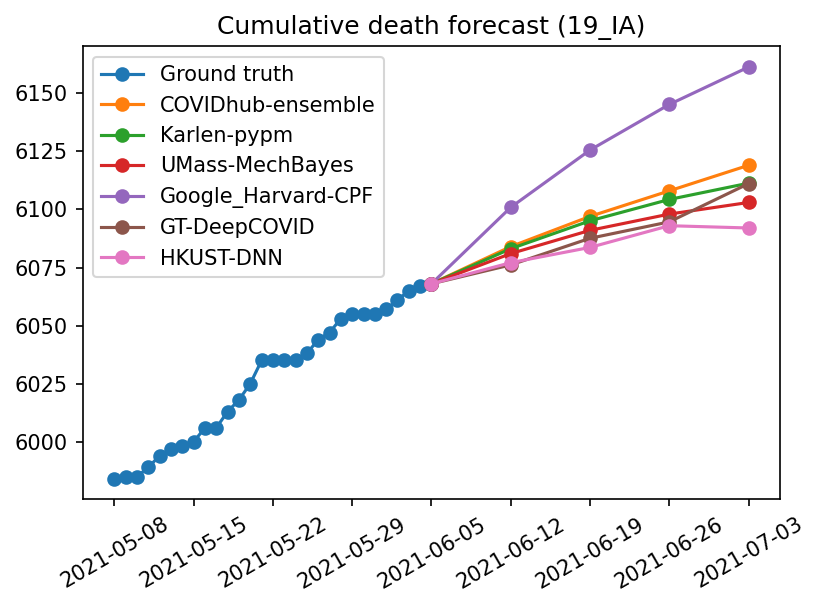 Cumulative death forecast (19_IA)
Ground truth
COVIDhub-ensemble
Karlen-pypm
UMass-MechBayes
Google_Harvard-CPF
GT-DeepCOVID
HKUST-DNN
6150
6125
6100
6075
6050
6025
6000
2021-05-08
2021-05-15
2021-05-22
2021-05-29
2021-06-05
2021-06-12
2021-06-19
2021-06-26
2021-07-03